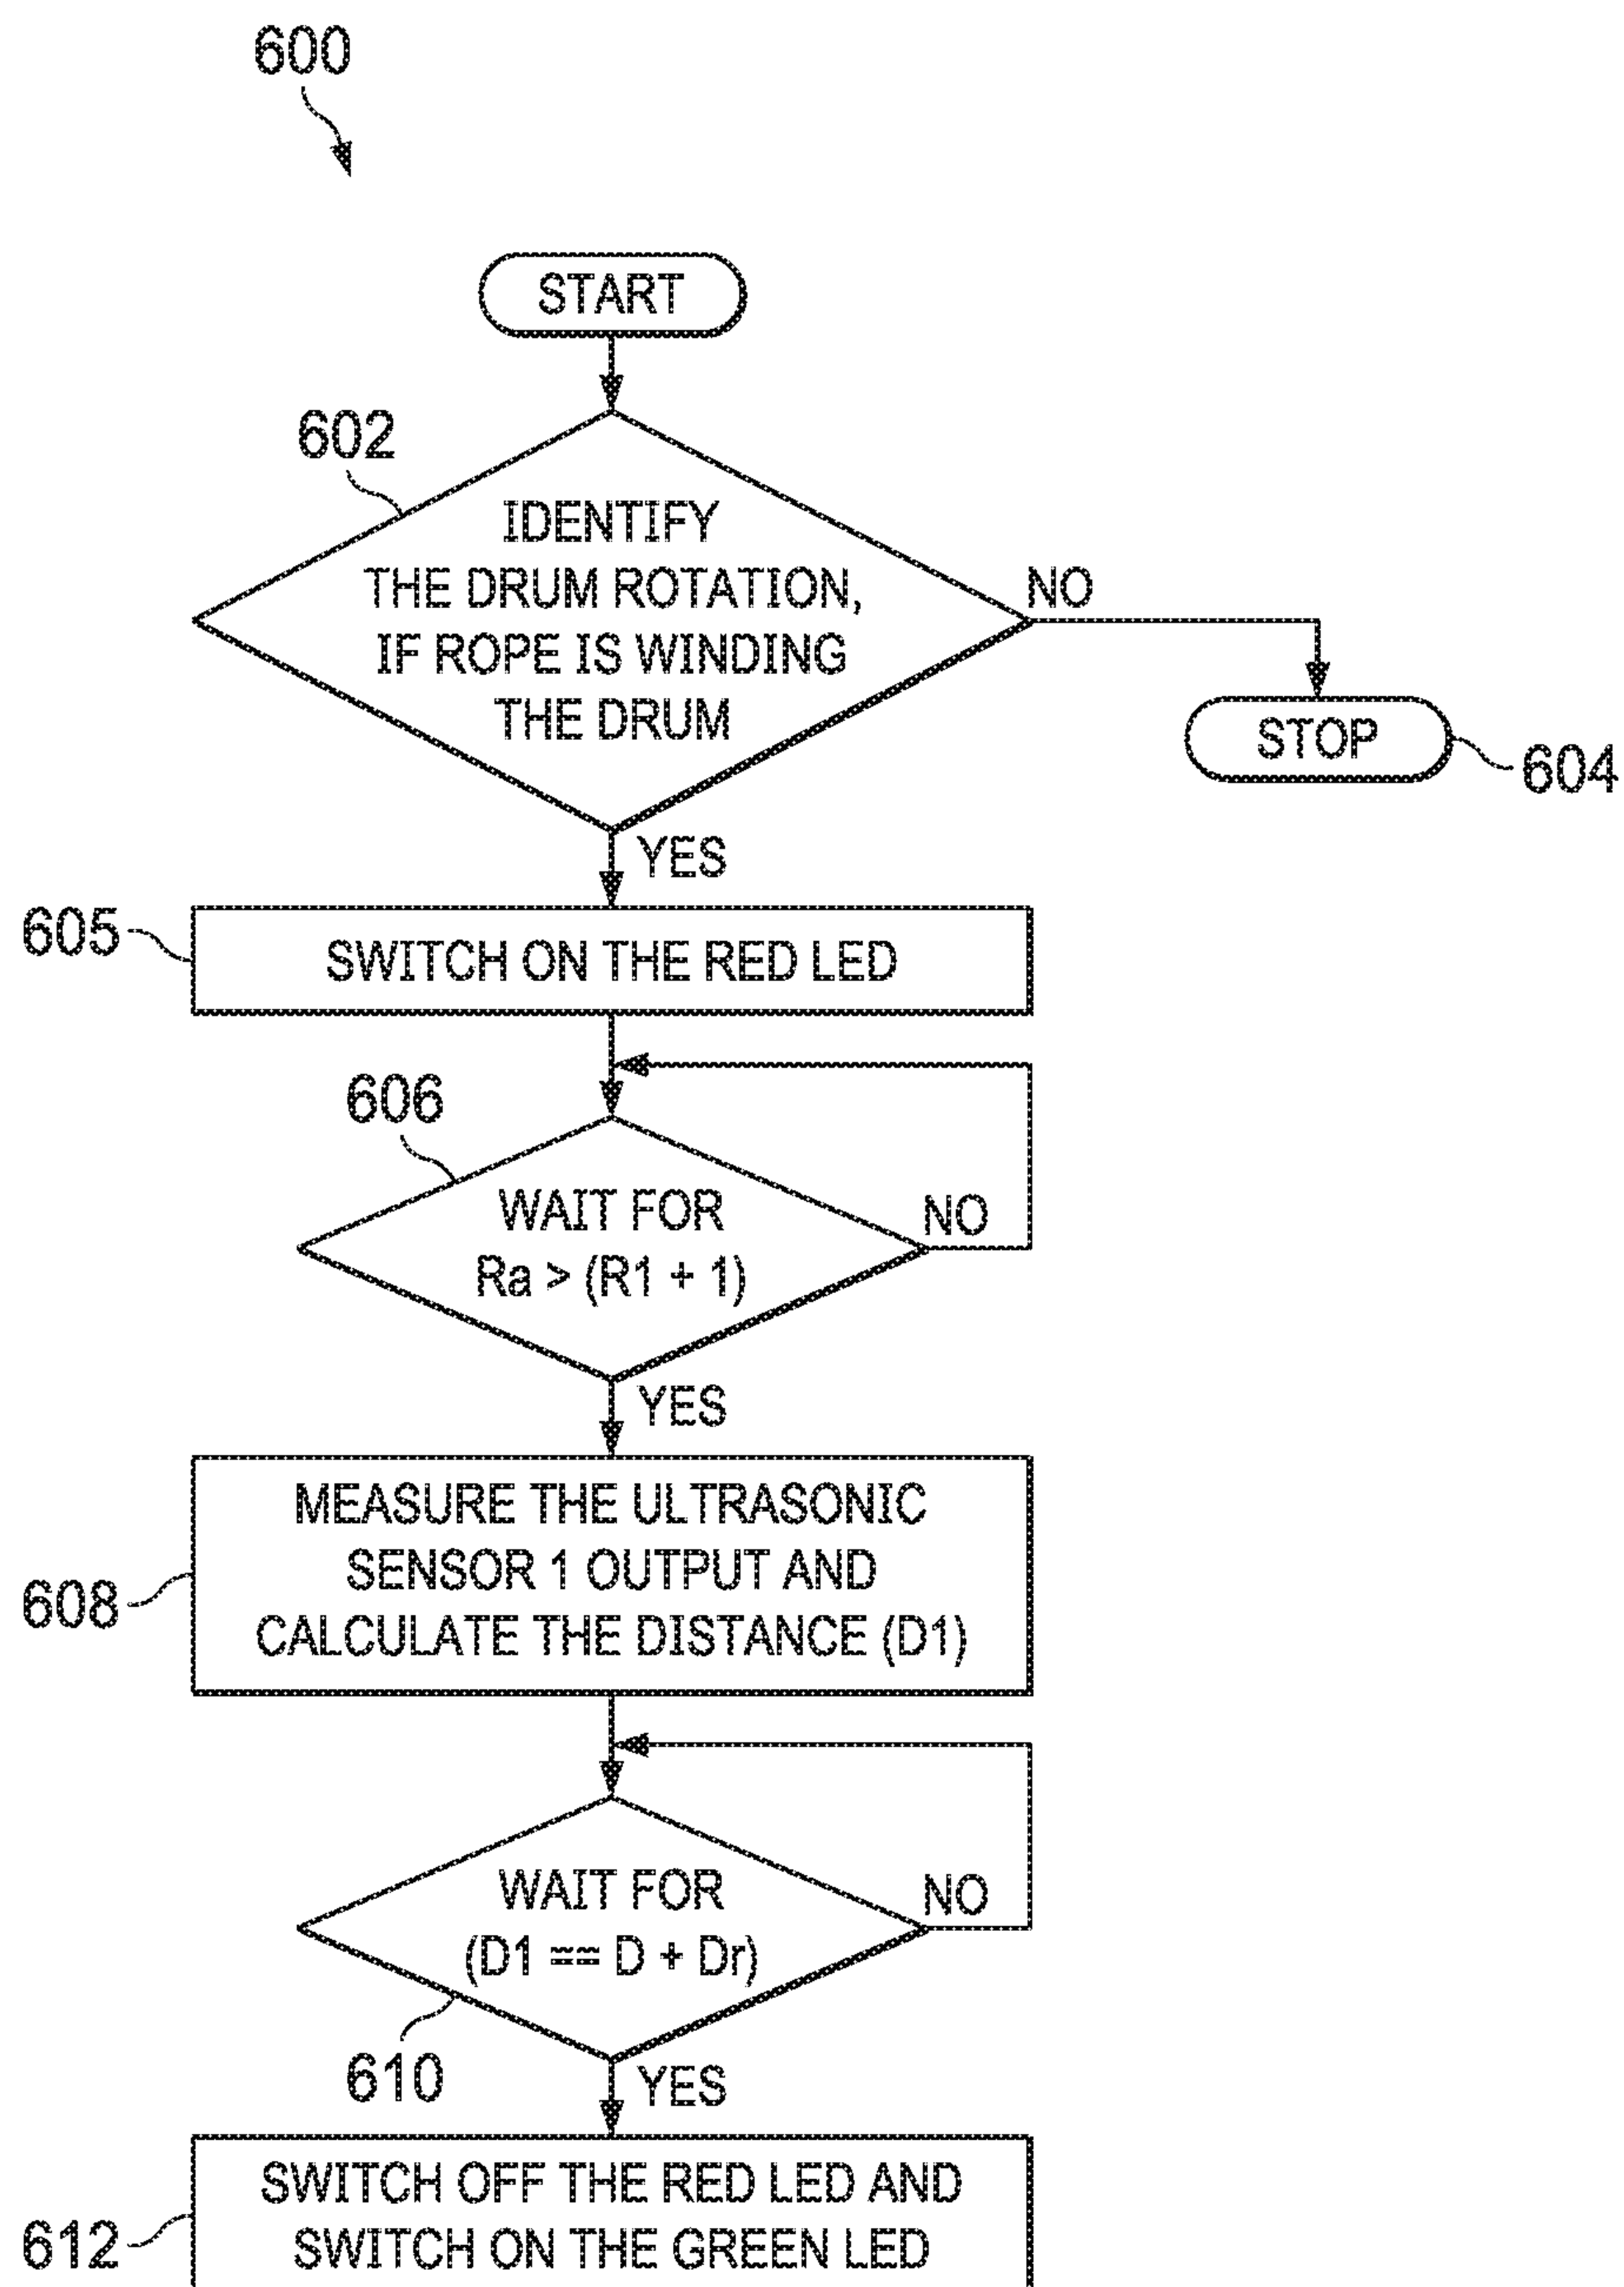 600
START
602
IDENTIFY
THE DRUM ROTATION,
IF ROPE IS WINDING
THE DRUM
NO
STOP
604
YES
605
SWITCH ON THE RED LED
606
WAIT FOR
Ra > (R1 + 1)
NO
YES
MEASURE THE ULTRASONIC
SENSOR 1 OUTPUT AND
CALCULATE THE DISTANCE (D1)
608
WAIT FOR
(D1 == D + Dr)
NO
610
YES
SWITCH OFF THE RED LED AND
SWITCH ON THE GREEN LED
612